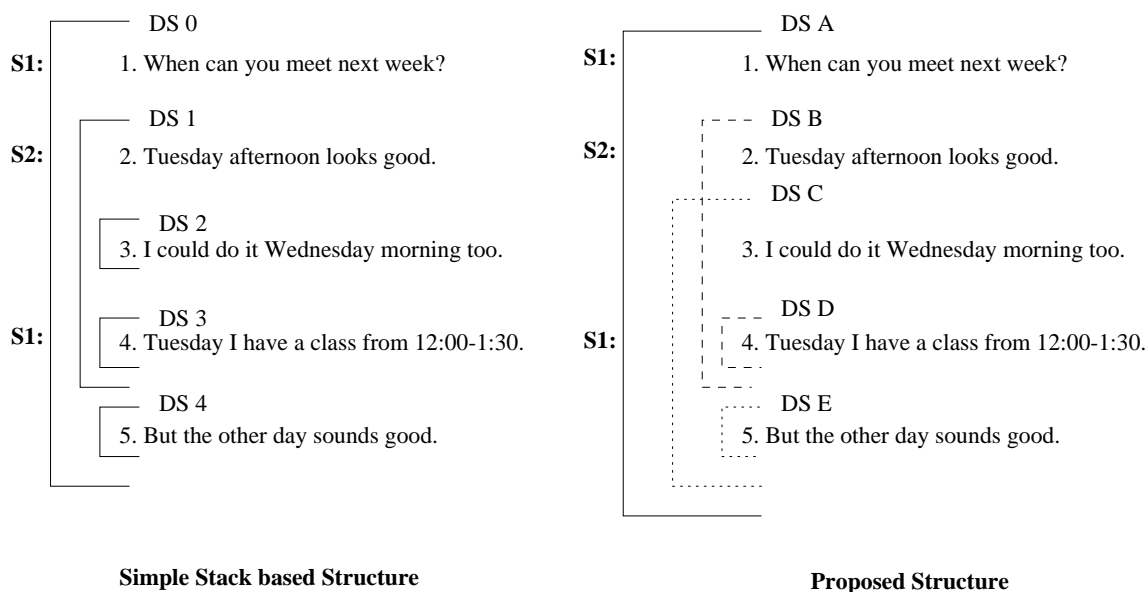 DS 0
S1:
1. When can you meet next week?
DS 1
S2:
2. Tuesday afternoon looks good.
DS 2
3. I could do it Wednesday morning too.
DS 3
S1:
4. Tuesday I have a class from 12:00-1:30.
DS 4
5. But the other day sounds good.
Simple Stack based Structure
DS A
S1:
1. When can you meet next week?
DS B
S2:
2. Tuesday afternoon looks good.
DS C
3. I could do it Wednesday morning too.
DS D
S1:
4. Tuesday I have a class from 12:00-1:30.
DS E
5. But the other day sounds good.
Proposed Structure